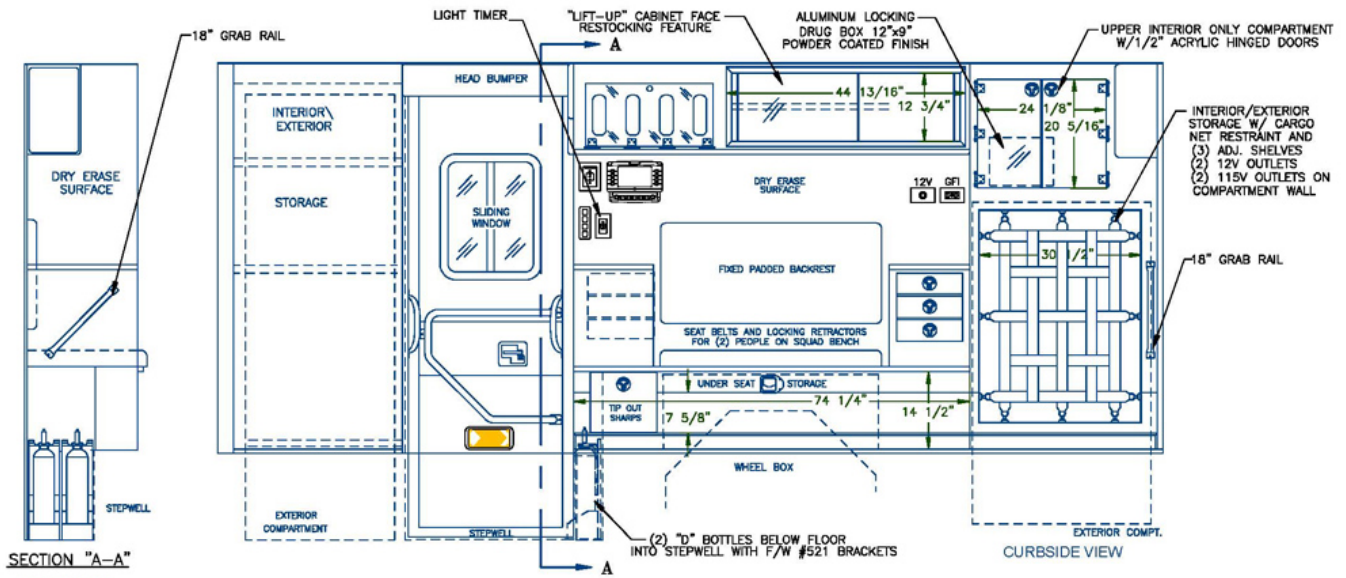 LIGHT TIMER
"LIFT-UP" CABINET FACE
RESTOCKING FEATURE
ALUMINUM LOCKING
DRUG BOX 12"x9"
POWDER COATED FINISH
UPPER INTERIOR ONLY COMPARTMENT
W/1/2" ACRYLIC HINGED DOORS
18" GRAB RAIL
A
HEAD BUMPER
INTERIOR\
EXTERIOR
STORAGE
44 13/16"
12 3/4"
24 1/8"
20 5/16"
INTERIOR/EXTERIOR
STORAGE W/ CARGO
NET RESTRAINT AND
(3) ADJ. SHELVES
(2) 12V OUTLETS
(2) 115V OUTLETS ON
COMPARTMENT WALL
DRY ERASE
SURFACE
SLIDING
WINDOW
DRY ERASE
SURFACE
12V
GFI
FIXED PADDED BACKREST
30 1/2"
18" GRAB RAIL
SEAT BELTS AND LOCKING RETRACTORS
FOR (2) PEOPLE ON SQUAD BENCH
UNDER SEAT
STORAGE
TIP OUT
SHARPS
7 5/8"
74 1/4"
14 1/2"
WHEEL BOX
STEPWELL
EXTERIOR
COMPARTMENT
STEPWELL
(2) "D" BOTTLES BELOW FLOOR
INTO STEPWELL WITH F/W #521 BRACKETS
EXTERIOR COMPT.
CURBSIDE VIEW
SECTION "A-A"
A